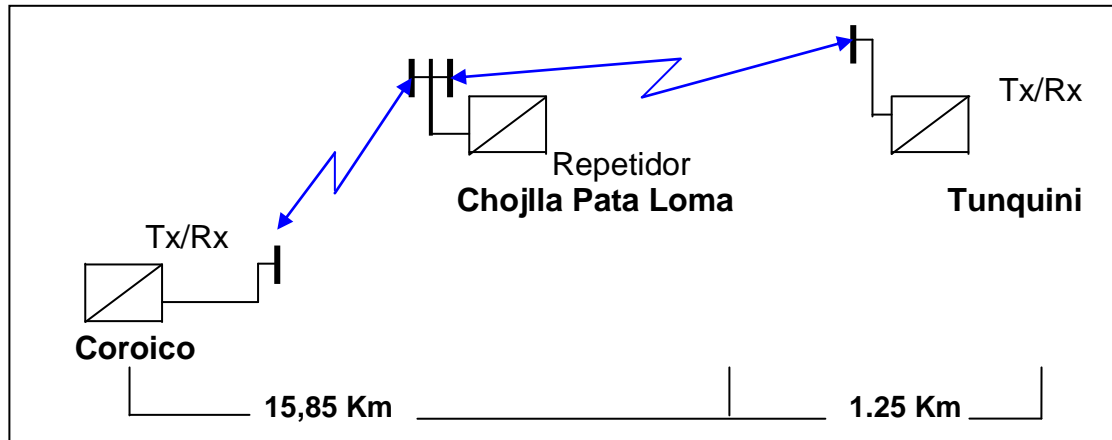 Tx/Rx
Repetidor
Chojlla Pata Loma
Tunquini
Tx/Rx
Coroico
15,85 Km
1.25 Km